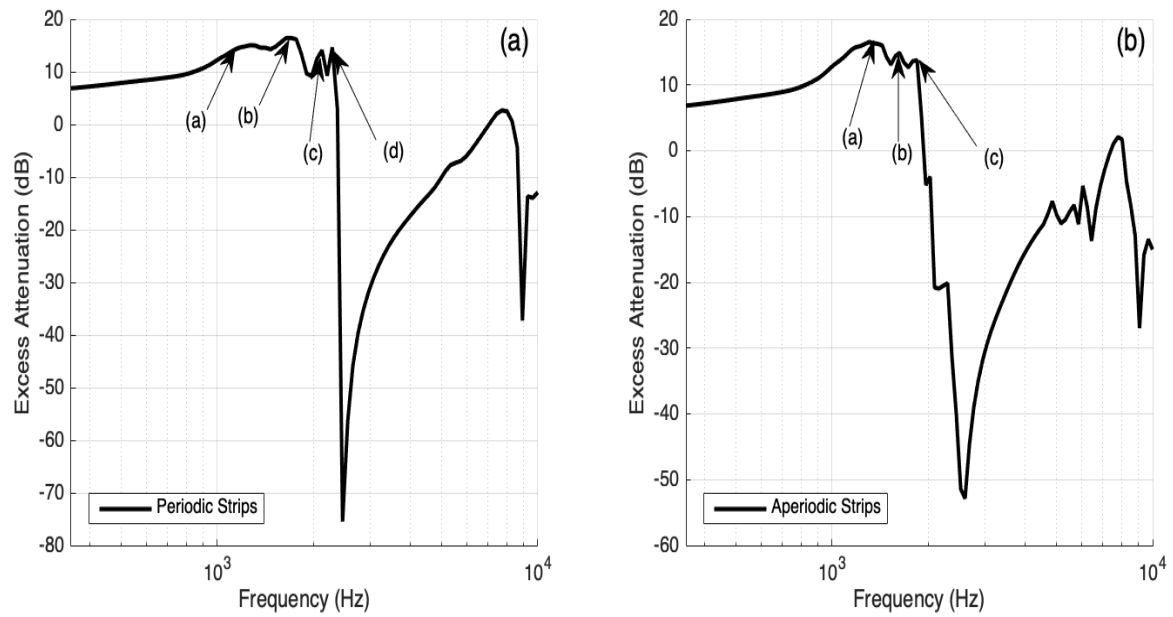 (a)
20
10
0
-10
-20
-30
-40
-50
-60
-70
-80
Excess Attenuation (dB)
(a)
(b)
(c)
(d)
Periodic Strips
10³
10⁴
Frequency (Hz)
(b)
20
10
0
-10
-20
-30
-40
-50
-60
Excess Attenuation (dB)
(a)
(b)
(c)
Aperiodic Strips
10³
10⁴
Frequency (Hz)